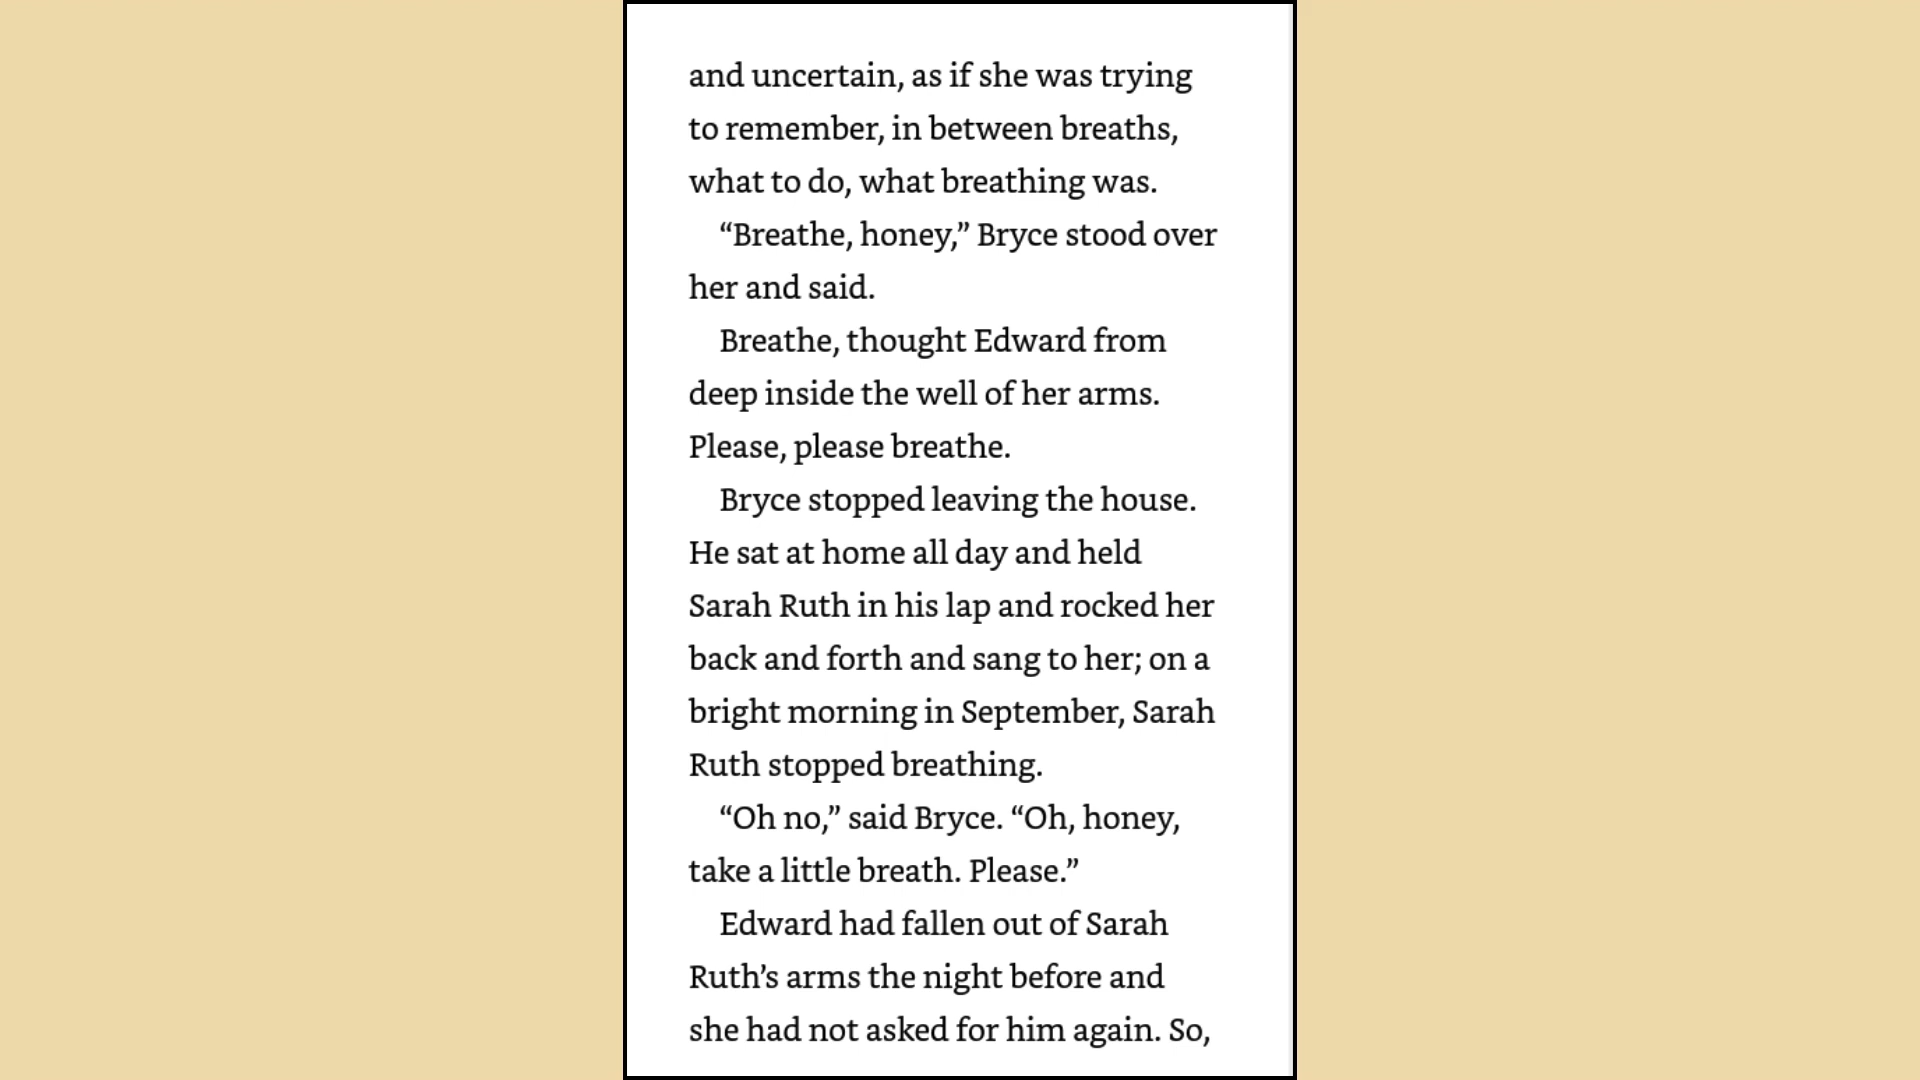 and uncertain, as if she was trying
to remember, in between breaths,
what to do, what breathing was.
“Breathe, honey,” Bryce stood over
her and said.
Breathe, thought Edward from
deep inside the well of her arms.
Please, please breathe.
Bryce stopped leaving the house.
He sat at home all day and held
Sarah Ruth in his lap and rocked her
back and forth and sang to her; on a
bright morning in September, Sarah
Ruth stopped breathing.
“Oh no,” said Bryce. “Oh, honey,
take a little breath. Please.”
Edward had fallen out of Sarah
Ruth’s arms the night before and
she had not asked for him again. So,